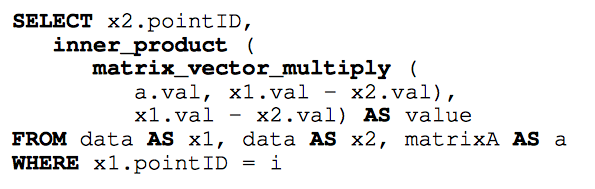 SELECT x2.pointID,
inner_product (
matrix_vector_multiply (
a.val, x1.val - x2.val),
x1.val - x2.val) AS value
FROM data AS x1, data AS x2, matrixA AS a
WHERE x1.pointID = i